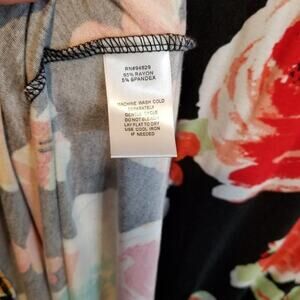 RN#94829
95% RAYON
5% SPANDEX
MACHINE WASH COLD
SEPARATELY
GENTLE CYCLE
DO NOT BLEACH
LAY FLAT TO DRY
USE COOL IRON
IF NEEDED